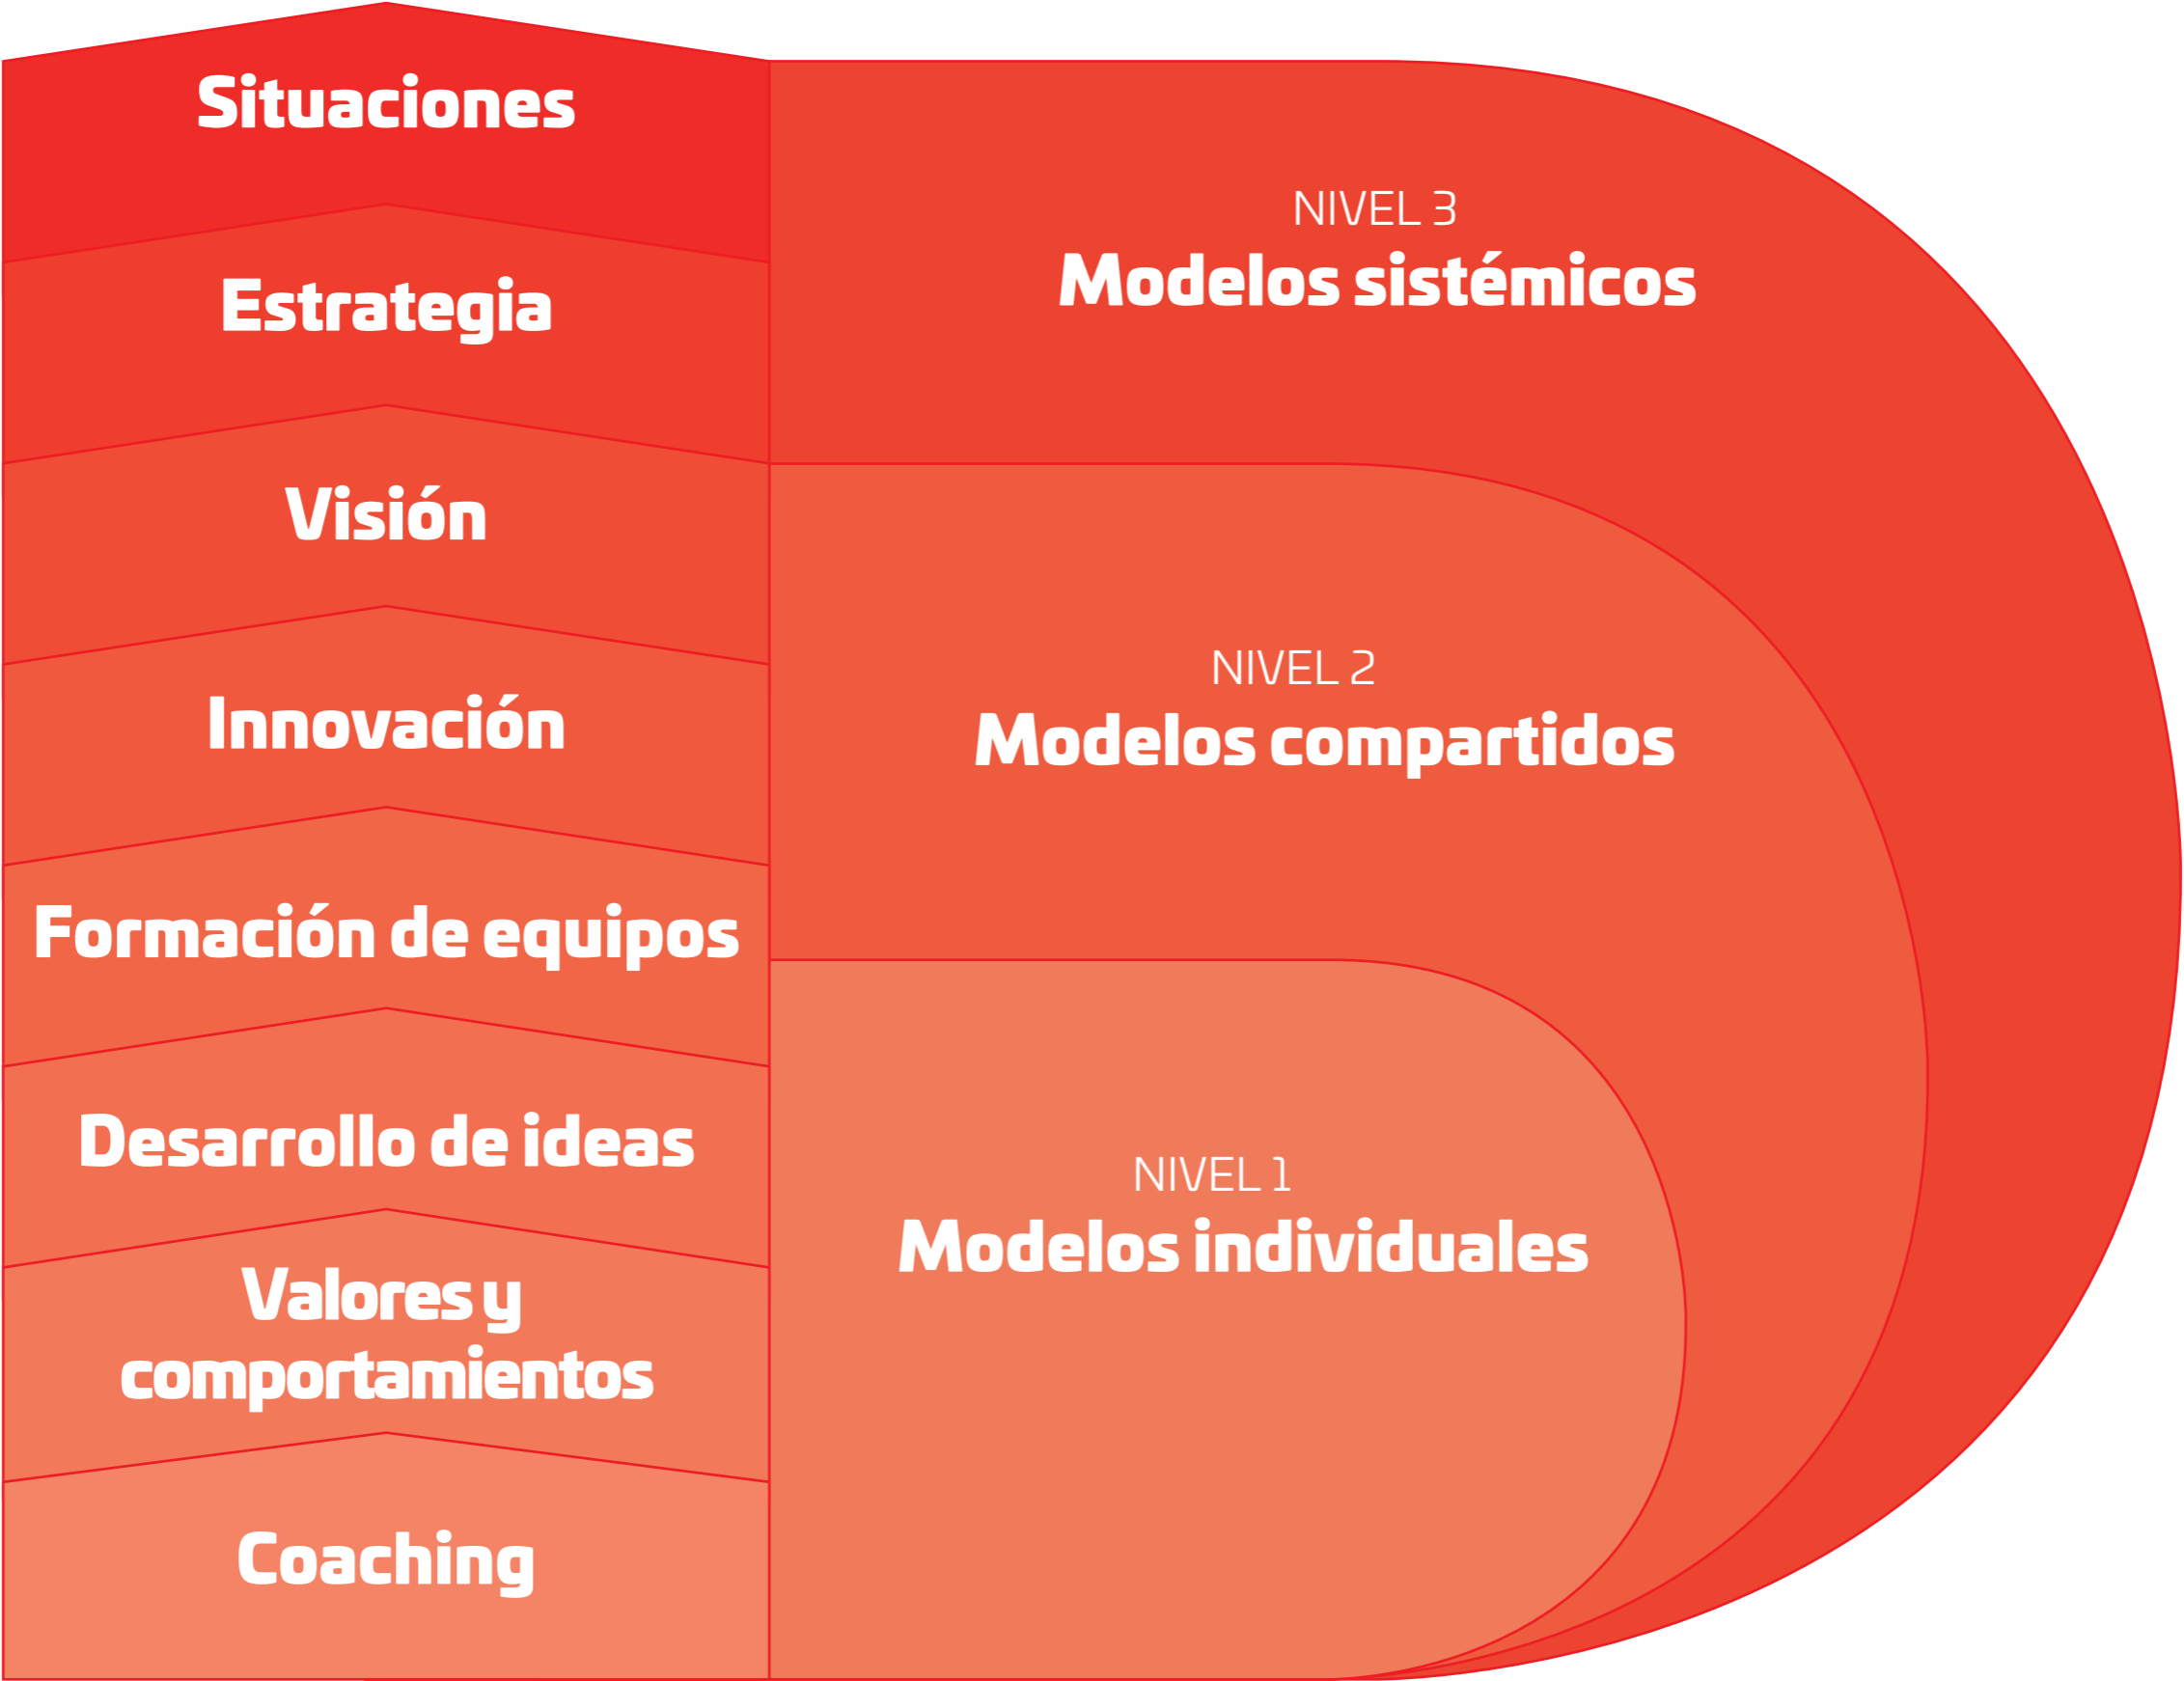 Situaciones
Estrategia
Visión
Innovación
Formación de equipos
Desarrollo de ideas
Valores y
comportamientos
Coaching
NIVEL 3
Modelos sistémicos
NIVEL 2
Modelos compartidos
NIVEL 1
Modelos individuales